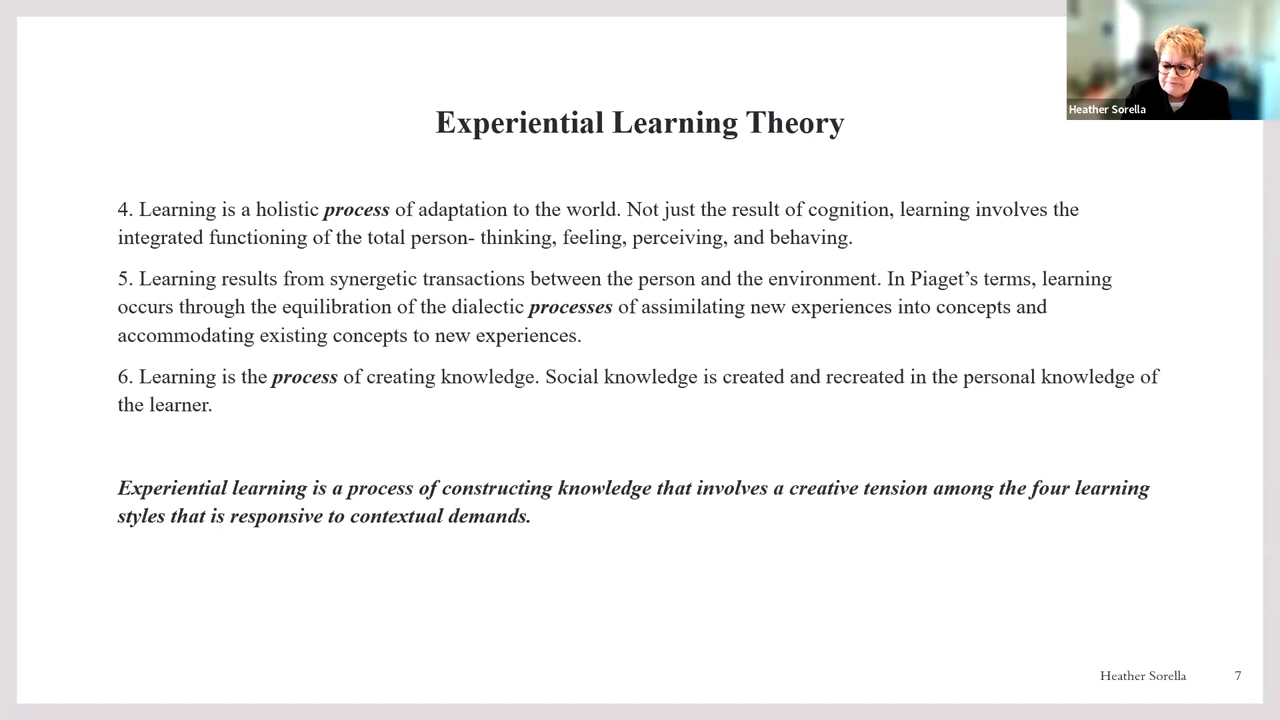 Heather Sorella
Experiential Learning Theory
4. Learning is a holistic process of adaptation to the world. Not just the result of cognition, learning involves the
integrated functioning of the total person- thinking, feeling, perceiving, and behaving.
5. Learning results from synergetic transactions between the person and the environment. In Piaget’s terms, learning
occurs through the equilibration of the dialectic processes of assimilating new experiences into concepts and
accommodating existing concepts to new experiences.
6. Learning is the process of creating knowledge. Social knowledge is created and recreated in the personal knowledge of
the learner.
Experiential learning is a process of constructing knowledge that involves a creative tension among the four learning
styles that is responsive to contextual demands.
Heather Sorella 7